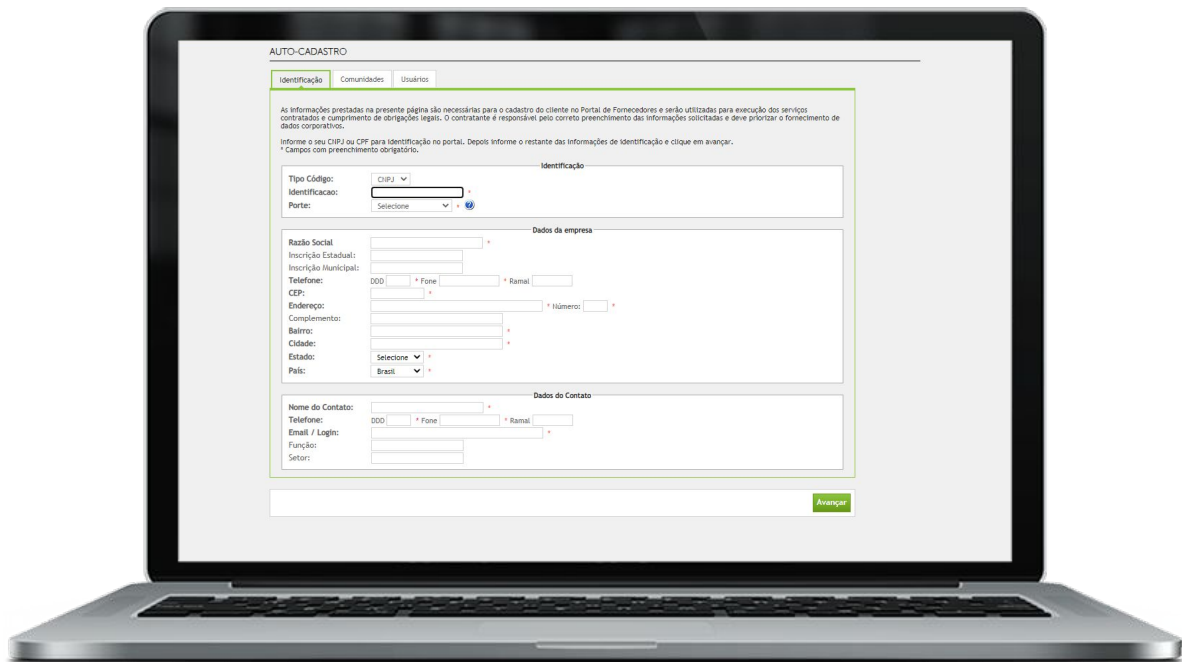 AUTO-CADASTRO
Identificação Comunidades Usuários
As informações prestadas na presente página são necessárias para o cadastro do cliente no Portal de Fornecedores e serão utilizadas para execução dos serviços
contratados e cumprimento de obrigações legais. O contratante é responsável pelo correto preenchimento das informações solicitadas e deve priorizar o fornecimento de
dados corporativos.
Informe o seu CNPJ ou CPF para identificação no portal. Depois informe o restante das informações de identificação e clique em avançar.
* Campos com preenchimento obrigatório.
Identificação
Tipo Código: CNPJ
Identificacao: *
Porte: Selecione * ?
Dados da empresa
Razão Social *
Inscrição Estadual:
Inscrição Municipal:
Telefone: DDD * Fone * Ramal
CEP: *
Endereço: * Número: *
Complemento:
Bairro: *
Cidade: *
Estado: Selecione *
País: Brasil *
Dados do Contato
Nome do Contato: *
Telefone: DDD * Fone * Ramal
Email / Login: *
Função:
Setor:
Avançar